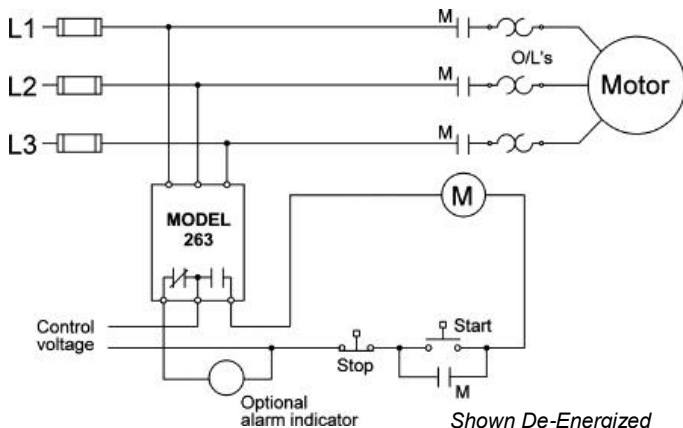 L1
M
L2
M
O/L's
Motor
L3
M
MODEL
263
M
Control
voltage
Start
Stop
M
Optional
alarm indicator
Shown De-Energized